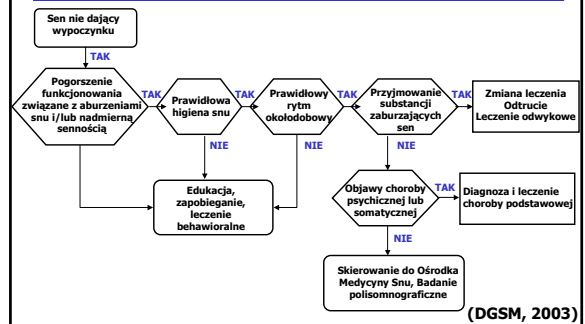 Sen nie dający
wypoczynku
TAK
Pogorszenie
funkcjonowania
związane z aburzeniami
snu i/lub nadmierną
sennością
TAK
Prawidłowa
higiena snu
TAK
Prawidłowy
rytm
okołodobowy
TAK
Przyjmowanie
substancji
zaburzających
sen
TAK
Zmiana leczenia
Odtrucie
Leczenie odwykowe
NIE
NIE
NIE
Edukacja,
zapobieganie,
leczenie
behawioralne
Objawy choroby
psychicznej lub
somatycznej
TAK
Diagnoza i leczenie
choroby podstawowej
NIE
Skierowanie do Ośrodka
Medycyny Snu, Badanie
polisomnograficzne
(DGSM, 2003)